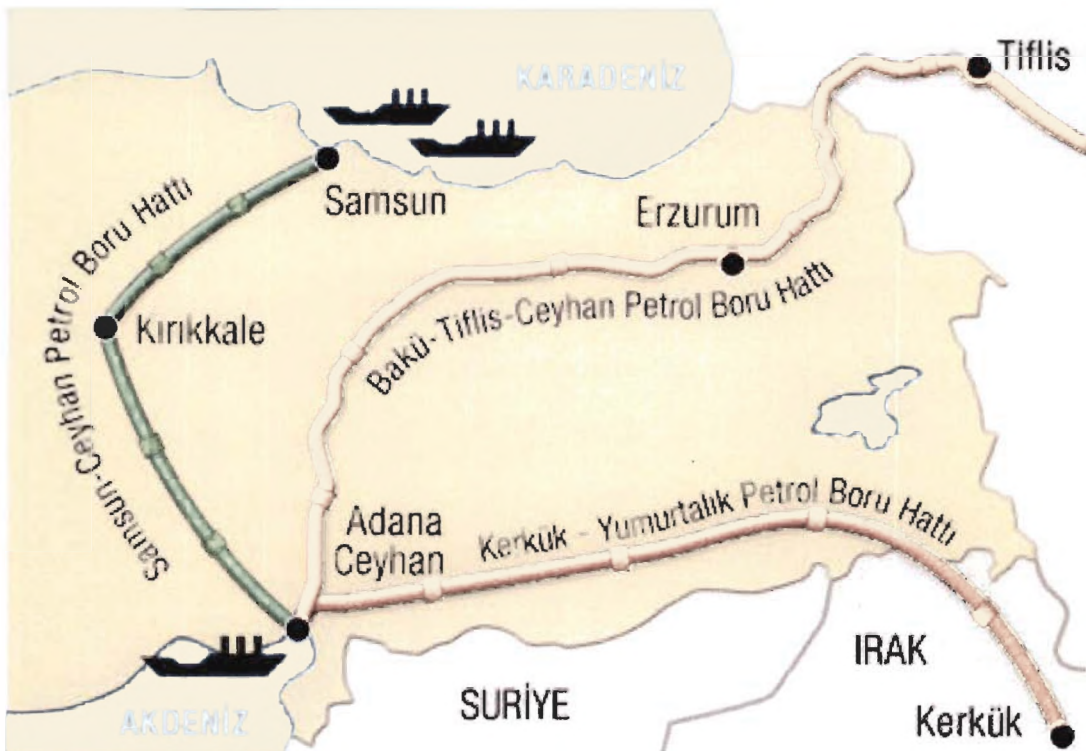 KARADENİZ
Tiflis
Samsun
Erzurum
Samsun-Ceyhan Petrol Boru Hattı
Kırıkkale
Bakü-Tiflis-Ceyhan Petrol Boru Hattı
Adana
Ceyhan
Kerkük - Yumurtalık Petrol Boru Hattı
AKDENİZ
SURİYE
IRAK
Kerkük